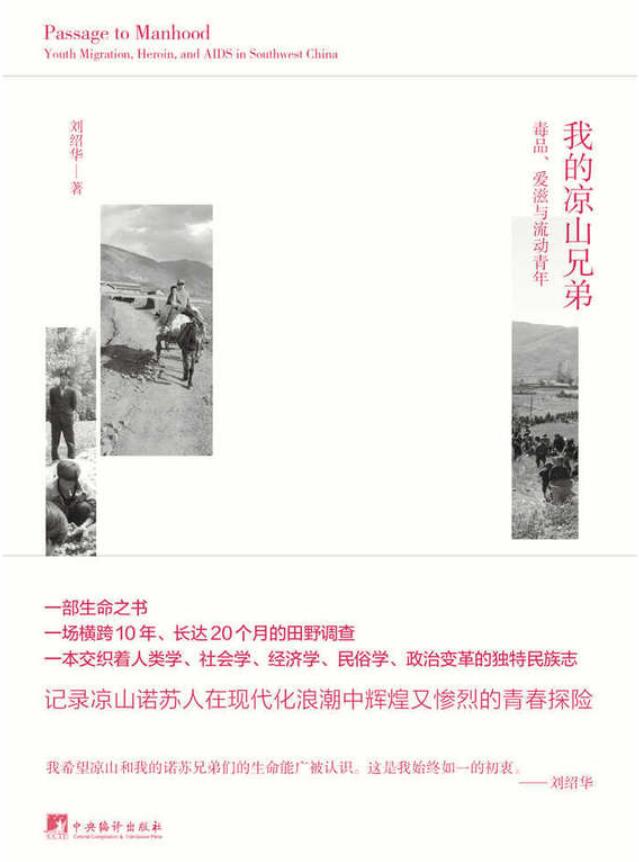 Passage to Manhood
Youth Migration, Heroin, and AIDS in Southwest China
我的凉山兄弟
毒品、爱滋与流动青年
刘绍华——著
一部生命之书
一场横跨10年、长达20个月的田野调查
一本交织着人类学、社会学、经济学、民俗学、政治变革的独特民族志
记录凉山诺苏人在现代化浪潮中辉煌又惨烈的青春探险
我希望凉山和我的诺苏兄弟们的生命能广被认识。这是我始终如一的初衷。
——刘绍华
中央编译出版社
Central Compilation & Translation Press